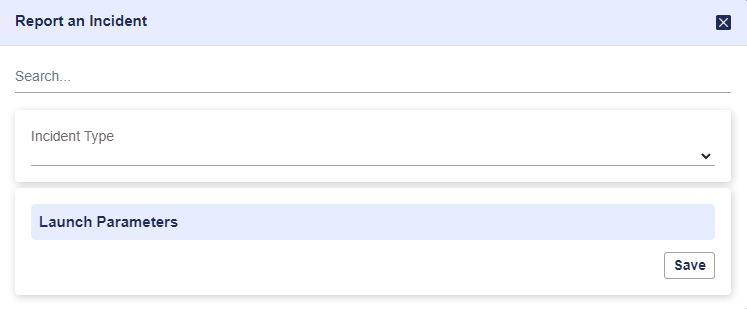 Report an Incident
Search...
Incident Type
Launch Parameters
Save